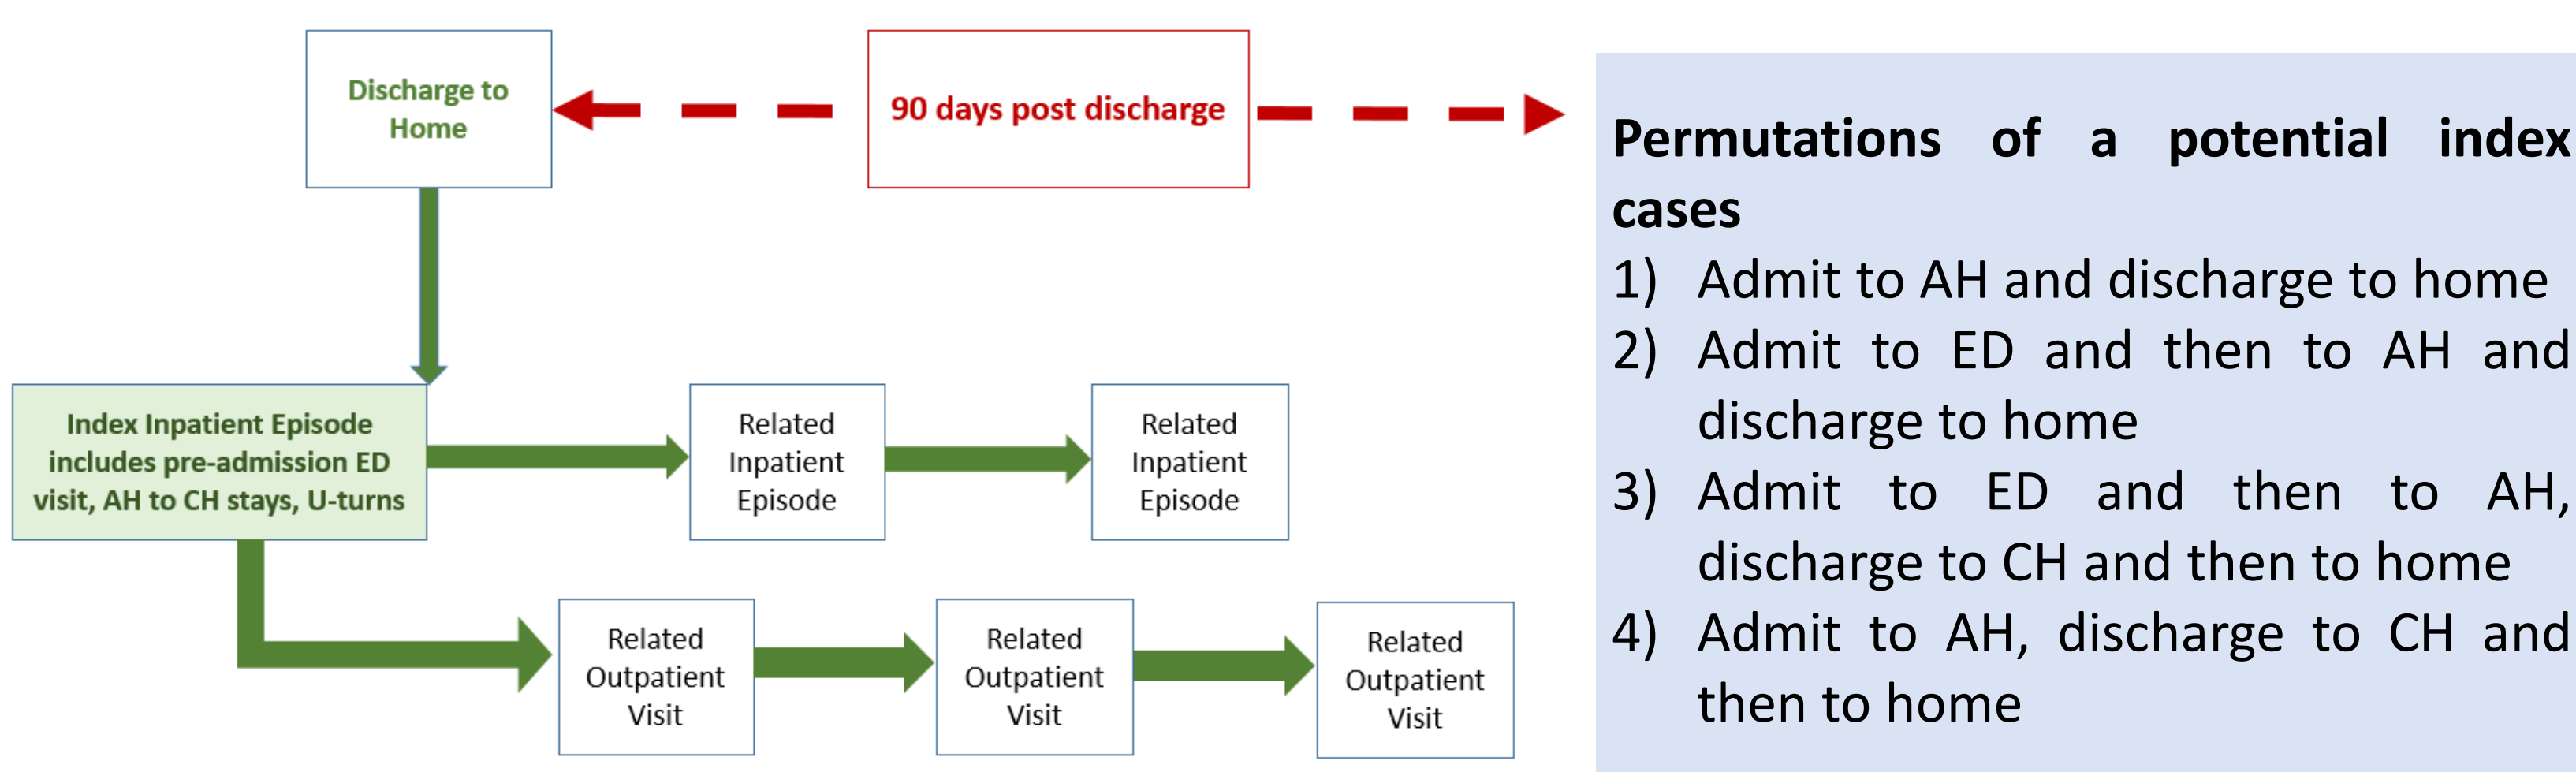 Discharge to
Home
90 days post discharge
Index Inpatient Episode
includes pre-admission ED
visit, AH to CH stays, U-turns
Related
Inpatient
Episode
Related
Inpatient
Episode
Related
Outpatient
Visit
Related
Outpatient
Visit
Related
Outpatient
Visit
Permutations of a potential index
cases
1) Admit to AH and discharge to home
2) Admit to ED and then to AH and
discharge to home
3) Admit to ED and then to AH,
discharge to CH and then to home
4) Admit to AH, discharge to CH and
then to home